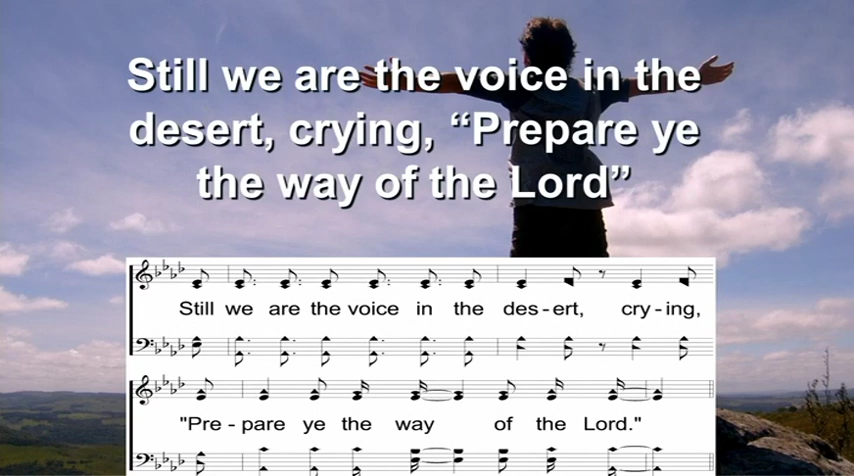 Still we are the voice in the
desert, crying, “Prepare ye
the way of the Lord”
Still we are the voice in the des-ert, cry-ing,
"Pre-pare ye the way of the Lord."